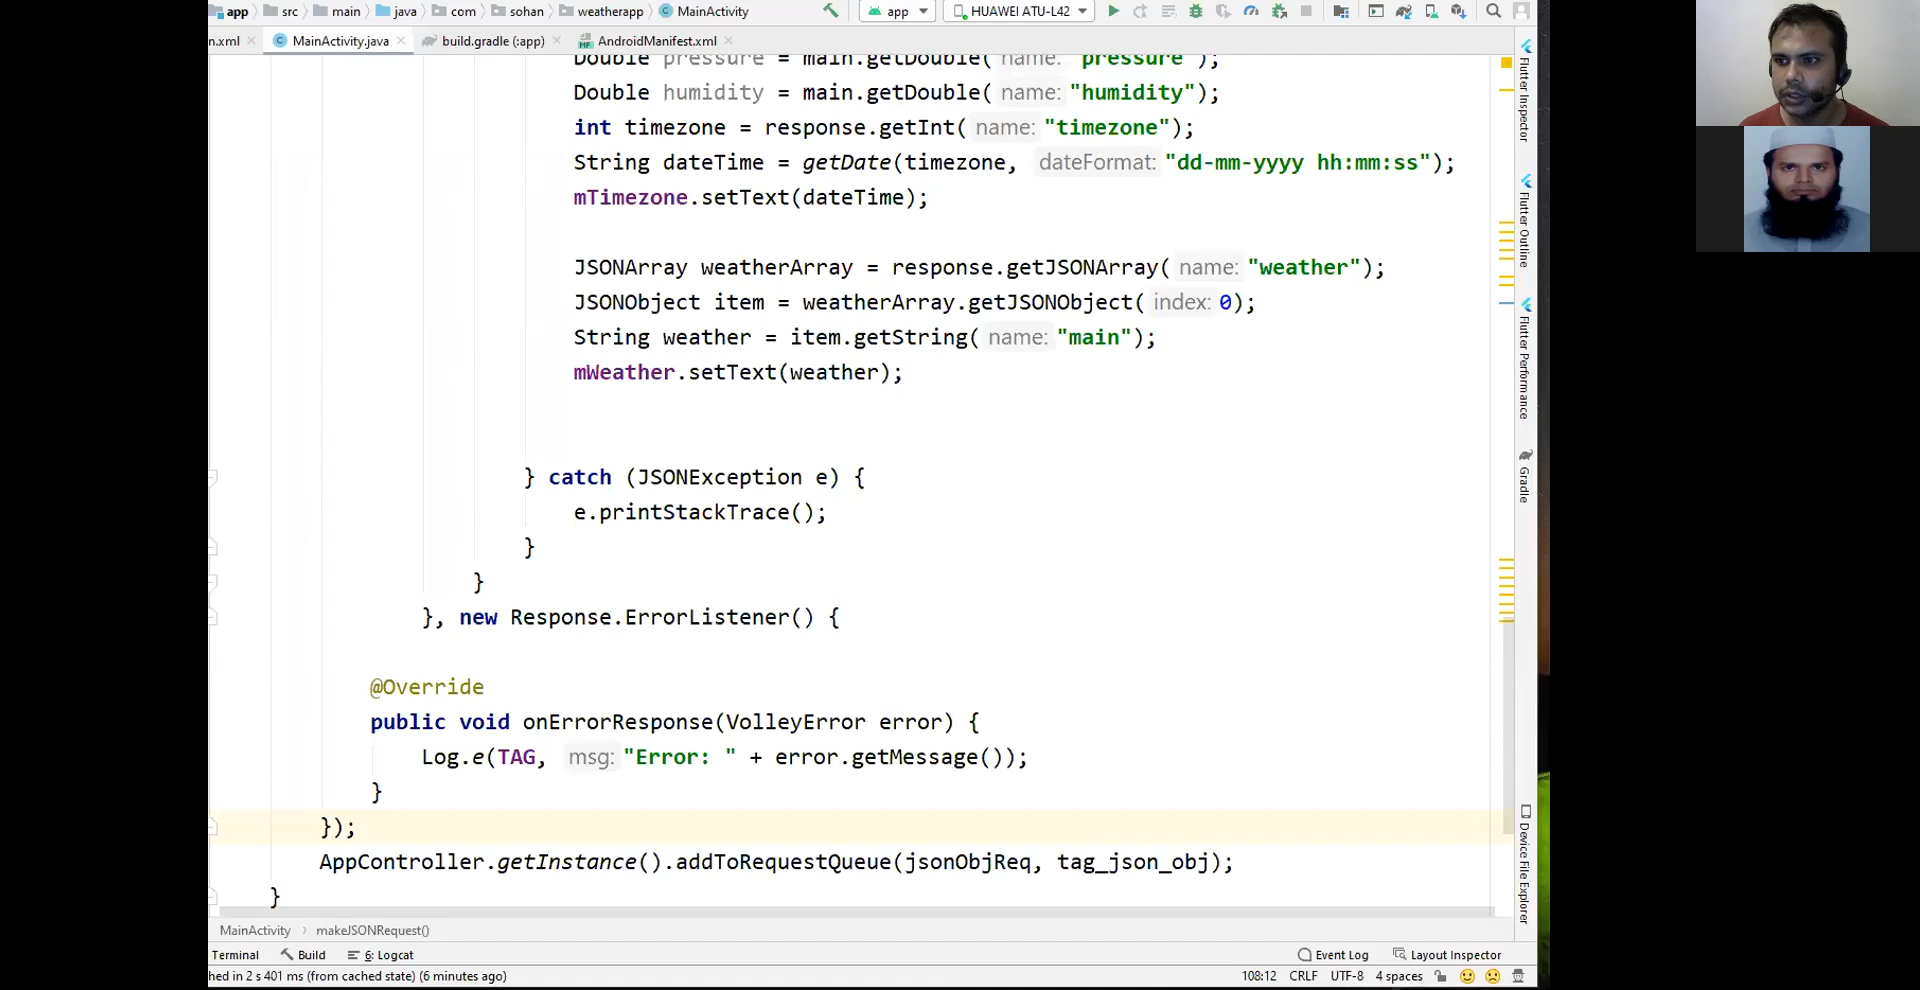 app src main java com sohan weatherapp MainActivity app HUAWEI ATU-L42
n.xml MainActivity.java build.gradle (:app) AndroidManifest.xml
Double pressure = main.getDouble( name: "pressure");
Double humidity = main.getDouble( name: "humidity");
int timezone = response.getInt( name: "timezone");
String dateTime = getDate(timezone, dateFormat: "dd-mm-yyyy hh:mm:ss");
mTimezone.setText(dateTime);
JSONArray weatherArray = response.getJSONArray( name: "weather");
JSONObject item = weatherArray.getJSONObject( index: 0);
String weather = item.getString( name: "main");
mWeather.setText(weather);
} catch (JSONException e) {
e.printStackTrace();
}
}
}, new Response.ErrorListener() {
@Override
public void onErrorResponse(VolleyError error) {
Log.e(TAG, msg: "Error: " + error.getMessage());
}
});
AppController.getInstance().addToRequestQueue(jsonObjReq, tag_json_obj);
}
MainActivity › makeJSONRequest()
Terminal Build 6: Logcat Event Log Layout Inspector
hed in 2 s 401 ms (from cached state) (6 minutes ago) 108:12 CRLF UTF-8 4 spaces
Flutter Inspector
Flutter Outline
Flutter Performance
Gradle
Device File Explorer